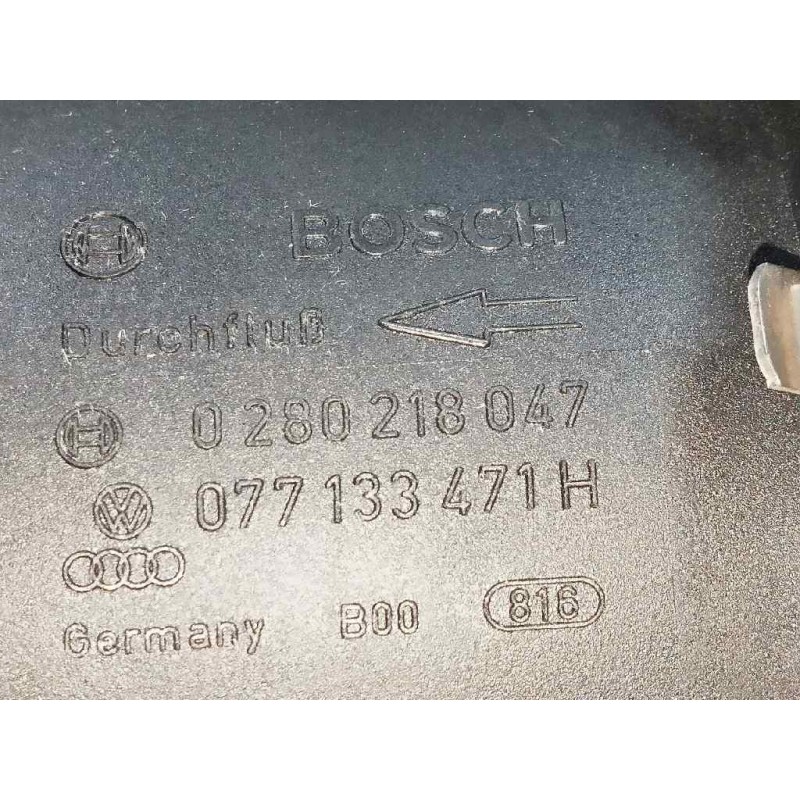 BOSCH
Durchfluß
0 280 218 047
077 133 471 H
Germany B00 816